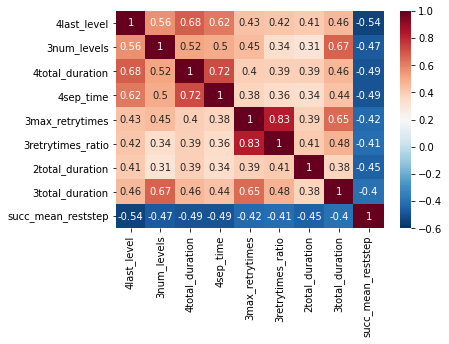 4last_level 1 0.56 0.68 0.62 0.43 0.42 0.41 0.46 -0.54
3num_levels 0.56 1 0.52 0.5 0.45 0.34 0.31 0.67 -0.47
4total_duration 0.68 0.52 1 0.72 0.4 0.39 0.39 0.46 -0.49
4sep_time 0.62 0.5 0.72 1 0.38 0.36 0.34 0.44 -0.49
3max_retrytimes 0.43 0.45 0.4 0.38 1 0.83 0.39 0.65 -0.42
3retrytimes_ratio 0.42 0.34 0.39 0.36 0.83 1 0.41 0.48 -0.41
2total_duration 0.41 0.31 0.39 0.34 0.39 0.41 1 0.38 -0.45
3total_duration 0.46 0.67 0.46 0.44 0.65 0.48 0.38 1 -0.4
succ_mean_reststep -0.54 -0.47 -0.49 -0.49 -0.42 -0.41 -0.45 -0.4 1
4last_level
3num_levels
4total_duration
4sep_time
3max_retrytimes
3retrytimes_ratio
2total_duration
3total_duration
succ_mean_reststep
1.0
0.8
0.6
0.4
0.2
0.0
−0.2
−0.4
−0.6